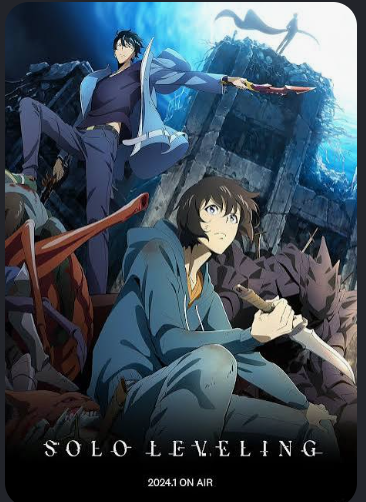 SOLO LEVELING
2024.1 ON AIR